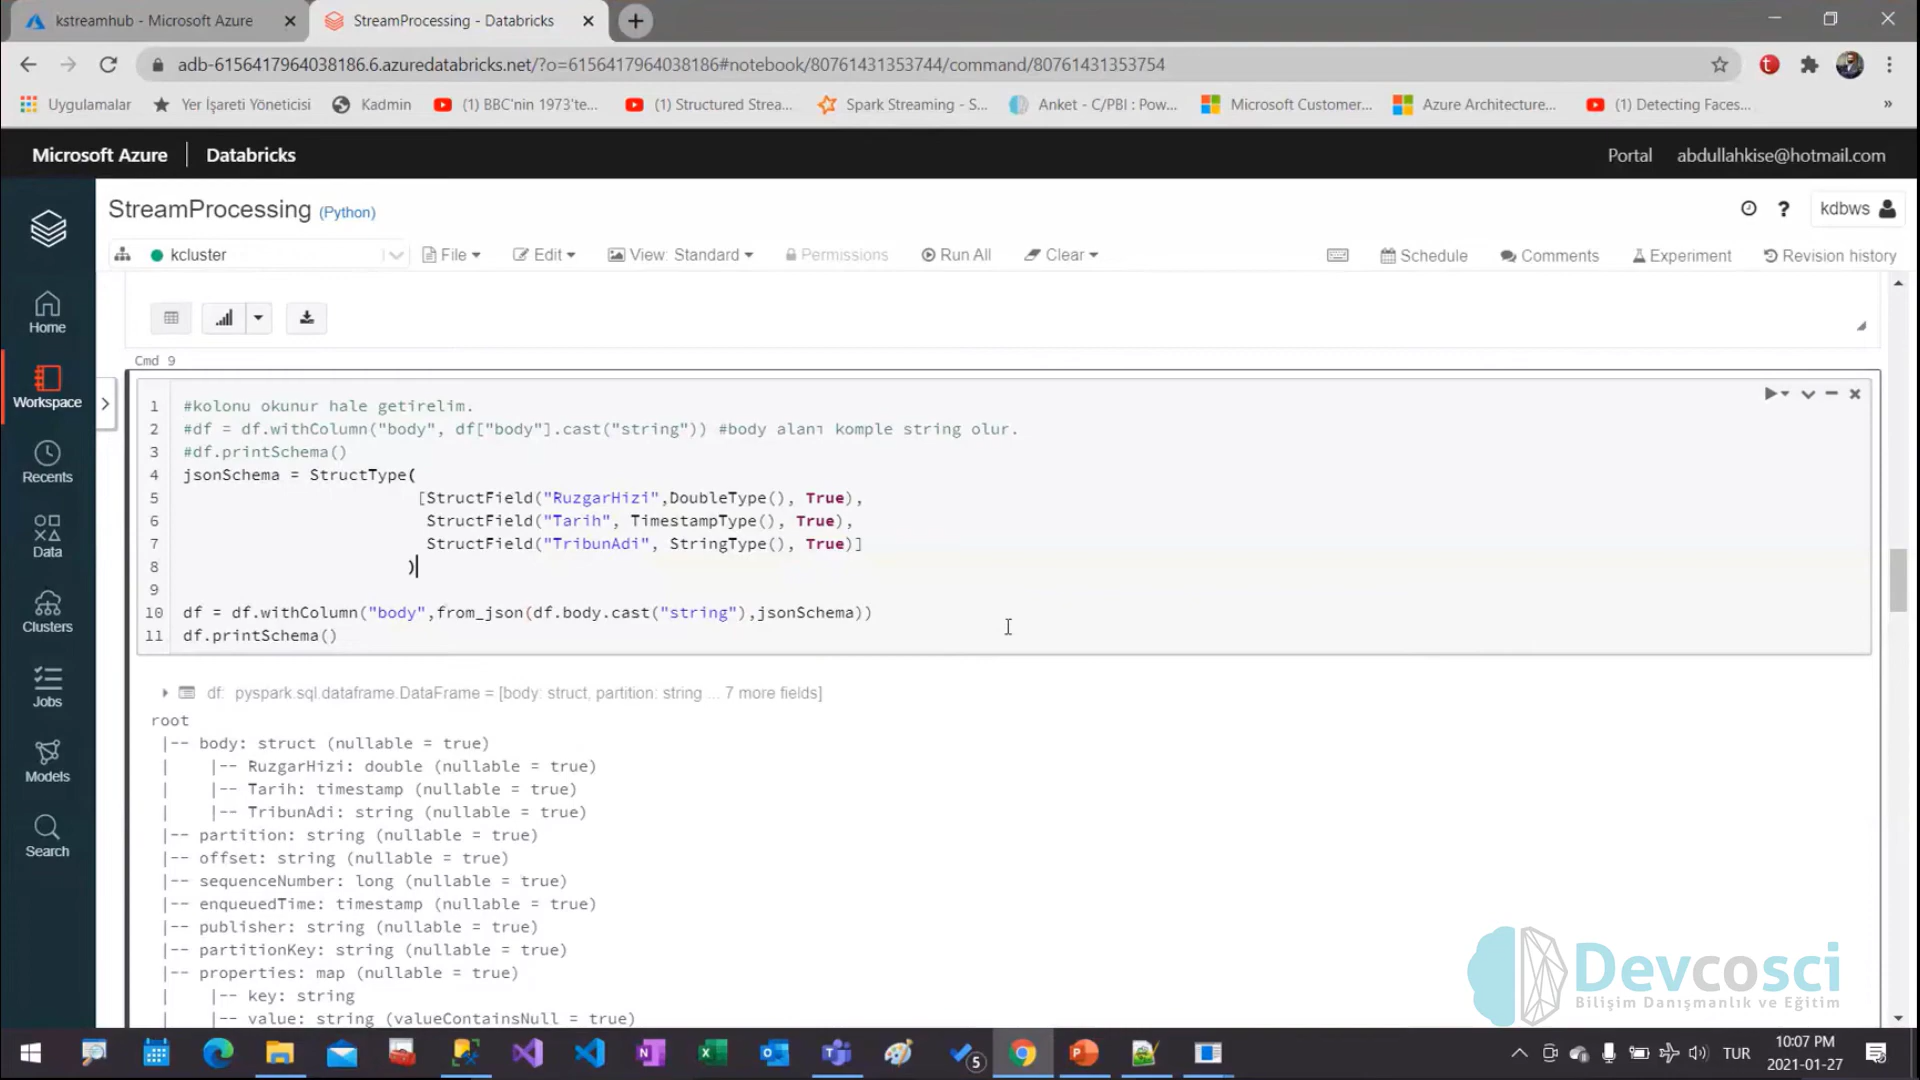 kstreamhub - Microsoft Azure
StreamProcessing - Databricks
adb-6156417964038186.6.azuredatabricks.net/?o=6156417964038186#notebook/80761431353744/command/80761431353754
Uygulamalar
Yer İşareti Yöneticisi
Kadmin
(1) BBC'nin 1973'te...
(1) Structured Strea...
Spark Streaming - S...
Anket - C/PBI : Pow...
Microsoft Customer...
Azure Architecture...
(1) Detecting Faces...
»
Microsoft Azure | Databricks
Portal
abdullahkise@hotmail.com
StreamProcessing (Python)
kdbws
kcluster
File
Edit
View: Standard
Permissions
Run All
Clear
Schedule
Comments
Experiment
Revision history
Home
Workspace
Recents
Data
Clusters
Jobs
Models
Search
Cmd 9
1 #kolonu okunur hale getirelim.
2 #df = df.withColumn("body", df["body"].cast("string")) #body alanı komple string olur.
3 #df.printSchema()
4 jsonSchema = StructType(
5 [StructField("RuzgarHizi",DoubleType(), True),
6 StructField("Tarih", TimestampType(), True),
7 StructField("TribunAdi", StringType(), True)]
8 )
9
10 df = df.withColumn("body",from_json(df.body.cast("string"),jsonSchema))
11 df.printSchema()
df: pyspark.sql.dataframe.DataFrame = [body: struct, partition: string ... 7 more fields]
root
|-- body: struct (nullable = true)
| |-- RuzgarHizi: double (nullable = true)
| |-- Tarih: timestamp (nullable = true)
| |-- TribunAdi: string (nullable = true)
|-- partition: string (nullable = true)
|-- offset: string (nullable = true)
|-- sequenceNumber: long (nullable = true)
|-- enqueuedTime: timestamp (nullable = true)
|-- publisher: string (nullable = true)
|-- partitionKey: string (nullable = true)
|-- properties: map (nullable = true)
| |-- key: string
| |-- value: string (valueContainsNull = true)
Devcosci
Bilişim Danışmanlık ve Eğitim
5
TUR
10:07 PM
2021-01-27